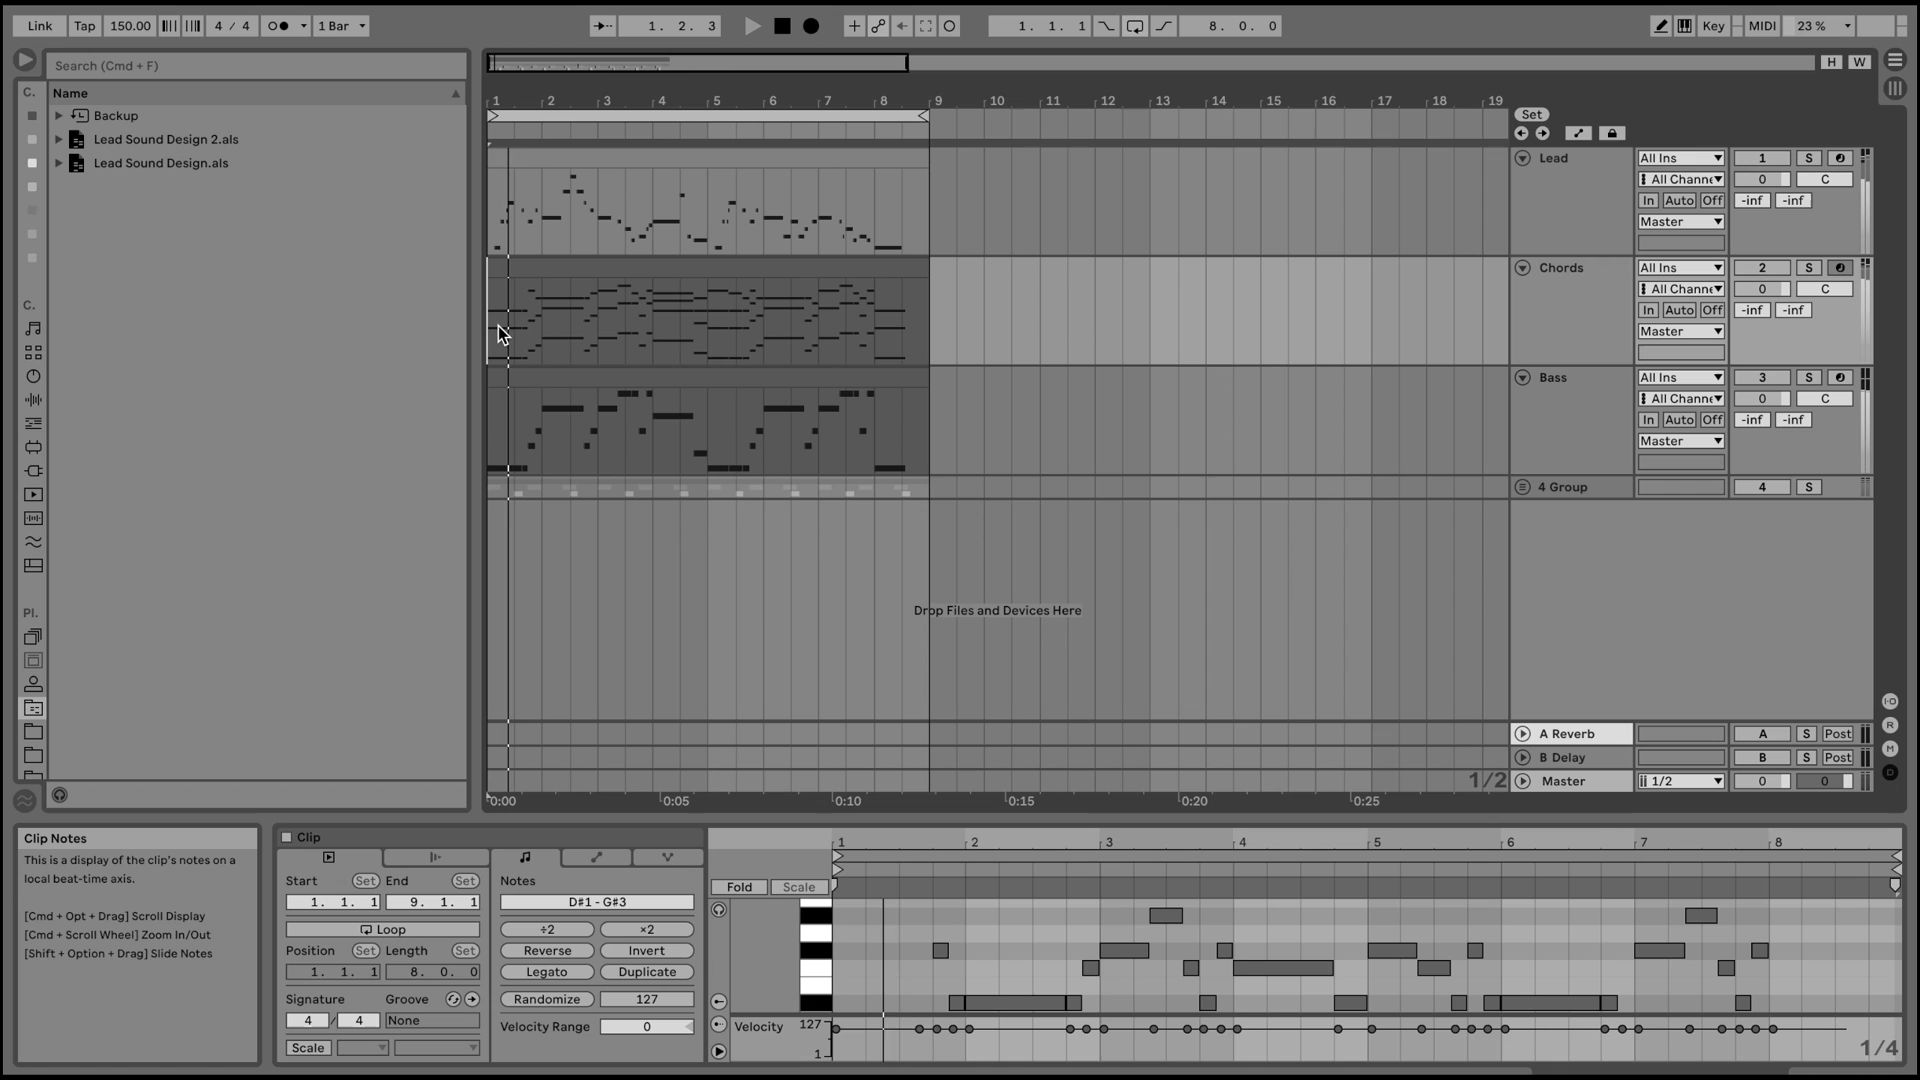 Link Tap 150.00 4 / 4 1 Bar 1. 2. 3 1. 1. 1 8. 0. 0 Key MIDI 23 %
Search (Cmd + F)
H W
C.
Name
Backup
Lead Sound Design 2.als
Lead Sound Design.als
C.
Pl.
1 2 3 4 5 6 7 8 9 10 11 12 13 14 15 16 17 18 19
Set
Lead All Ins 1 S
All Channe 0 C
In Auto Off -inf -inf
Master
Chords All Ins 2 S
All Channe 0 C
In Auto Off -inf -inf
Master
Bass All Ins 3 S
All Channe 0 C
In Auto Off -inf -inf
Master
4 Group 4 S
Drop Files and Devices Here
A Reverb A S Post
B Delay B S Post
1/2 Master 1/2 0 0
0:00 0:05 0:10 0:15 0:20 0:25
I·O
R
M
D
Clip Notes
This is a display of the clip's notes on a
local beat-time axis.
[Cmd + Opt + Drag] Scroll Display
[Cmd + Scroll Wheel] Zoom In/Out
[Shift + Option + Drag] Slide Notes
Clip
Start Set End Set
1. 1. 1 9. 1. 1
Loop
Position Set Length Set
1. 1. 1 8. 0. 0
Signature Groove
4 / 4 None
Scale
Notes
D#1 - G#3
÷2 ×2
Reverse Invert
Legato Duplicate
Randomize 127
Velocity Range 0
1 2 3 4 5 6 7 8
Fold Scale
Velocity 127
1
1/4